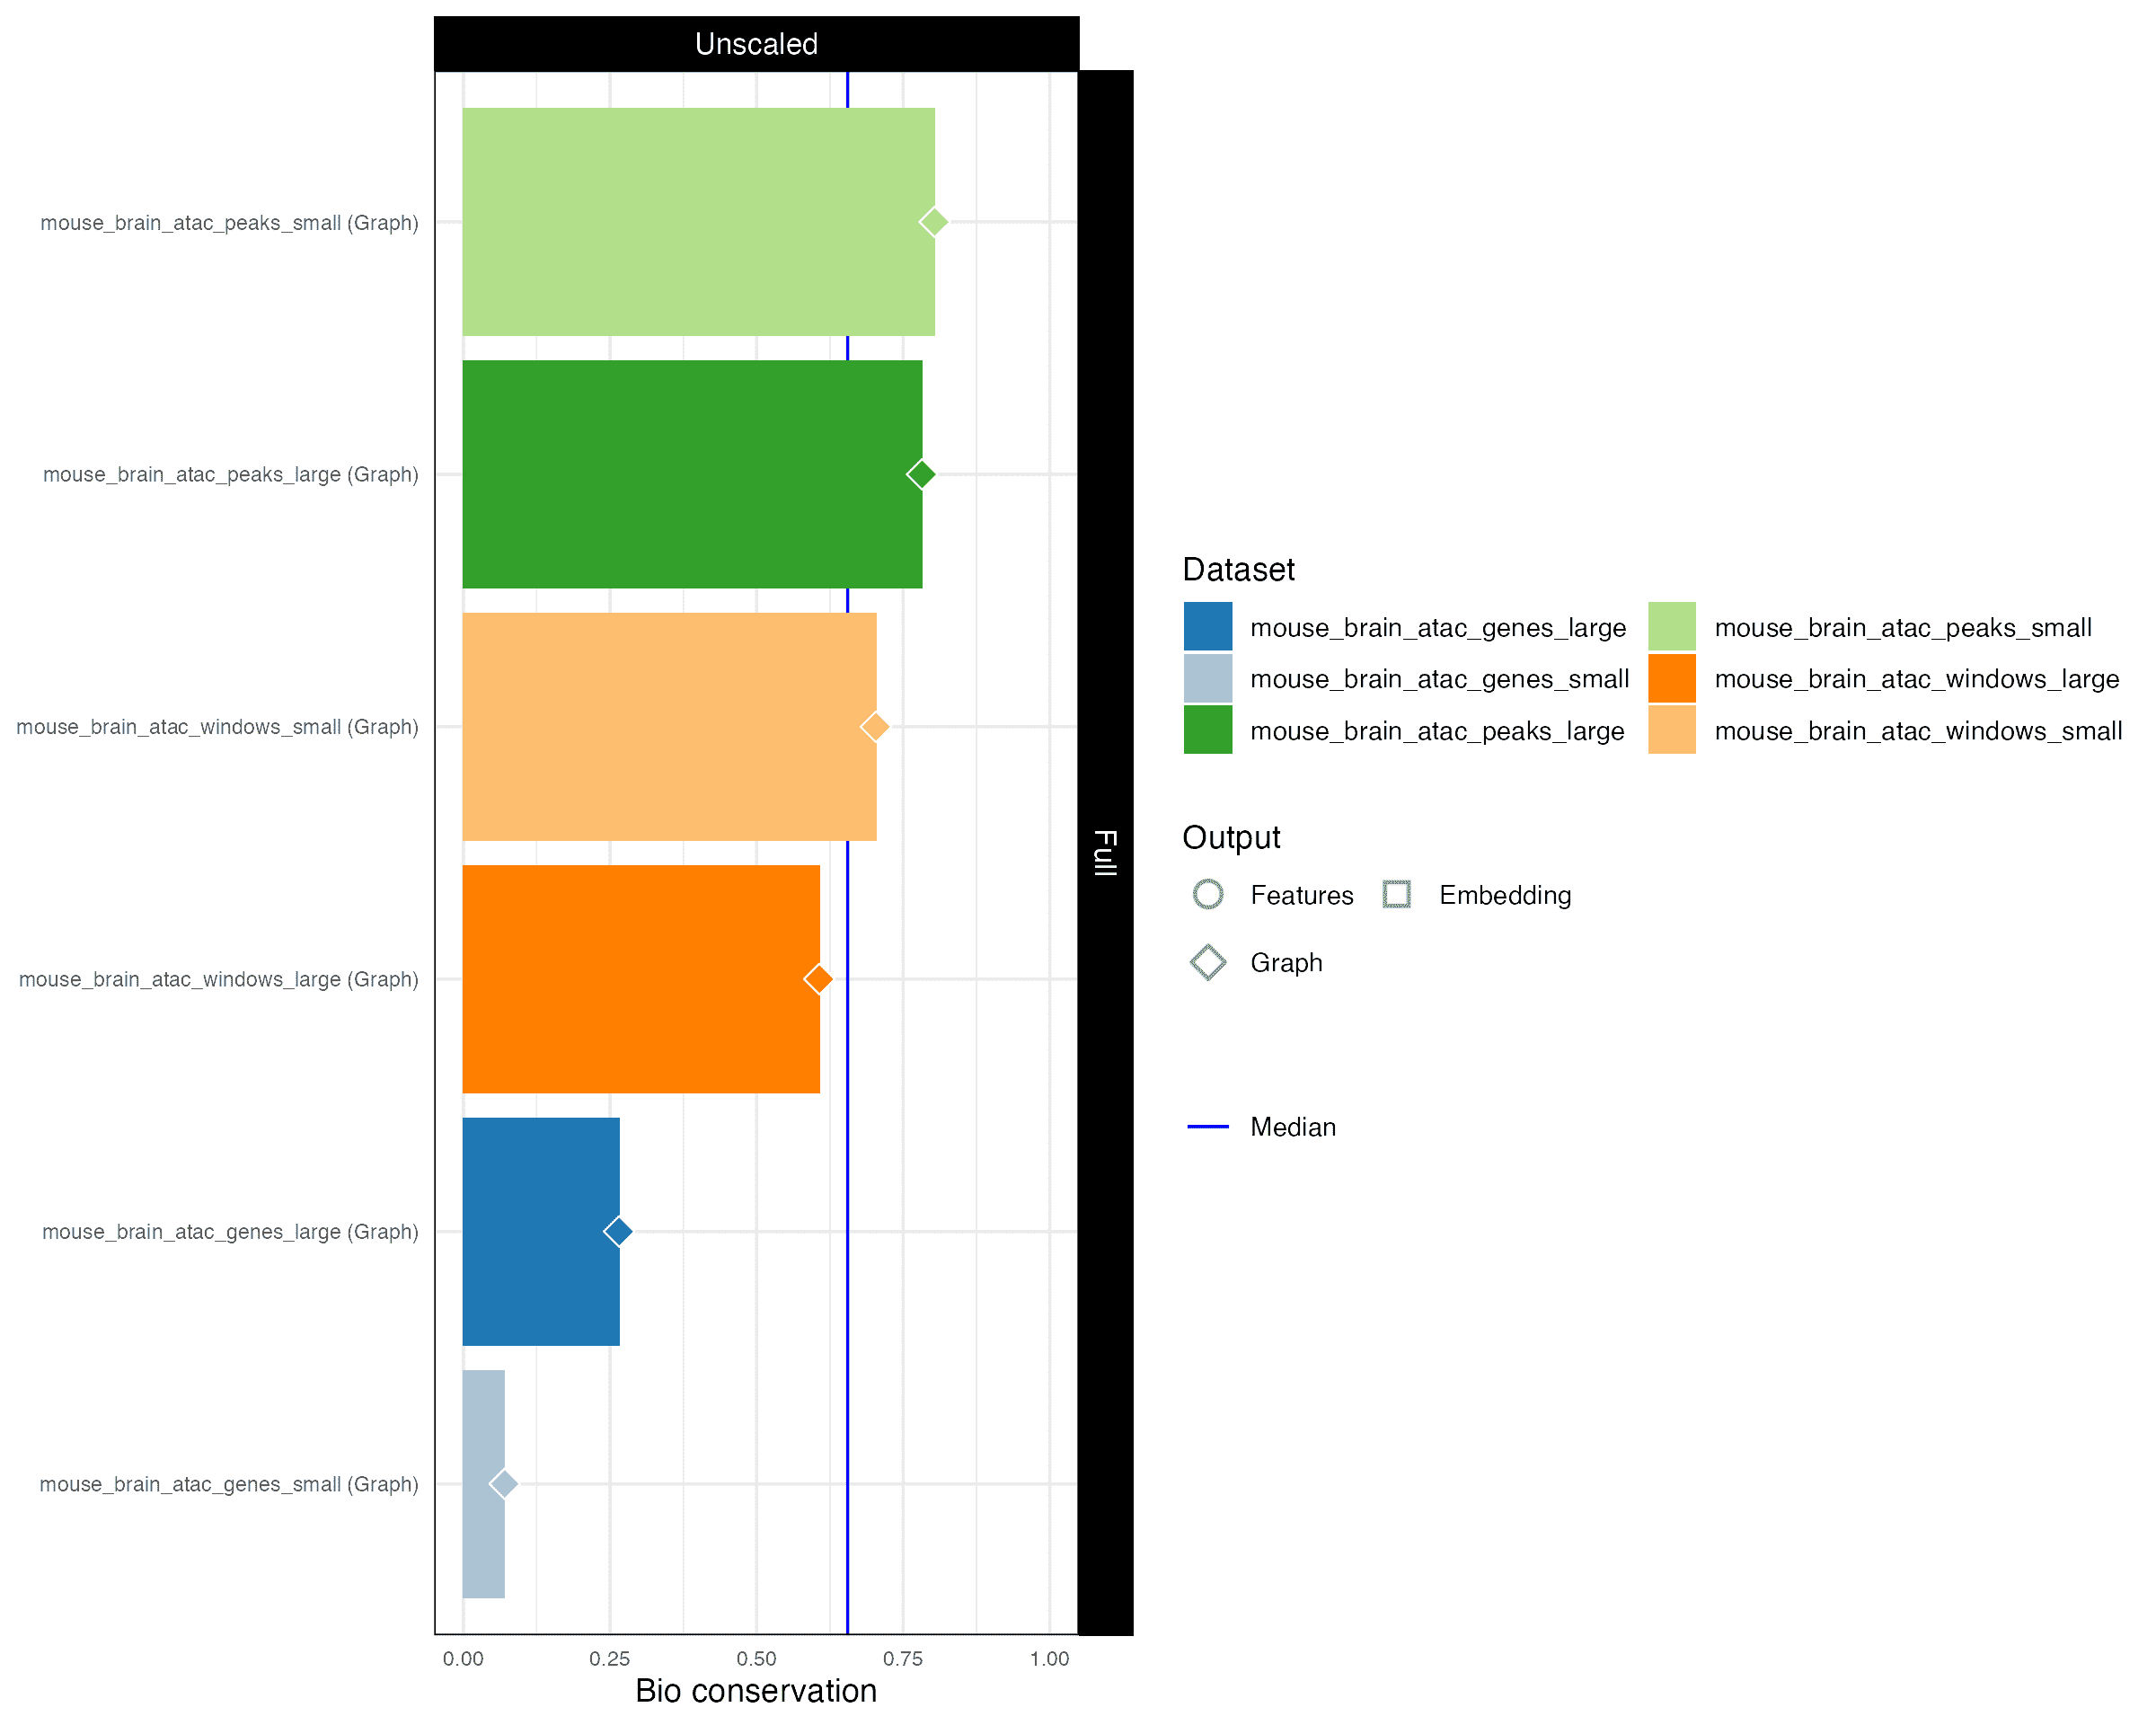 Unscaled
mouse_brain_atac_peaks_small (Graph)
mouse_brain_atac_peaks_large (Graph)
mouse_brain_atac_windows_small (Graph)
mouse_brain_atac_windows_large (Graph)
mouse_brain_atac_genes_large (Graph)
mouse_brain_atac_genes_small (Graph)
0.00 0.25 0.50 0.75 1.00
Bio conservation
Full
Dataset
mouse_brain_atac_genes_large mouse_brain_atac_peaks_small
mouse_brain_atac_genes_small mouse_brain_atac_windows_large
mouse_brain_atac_peaks_large mouse_brain_atac_windows_small
Output
Features Embedding
Graph
Median